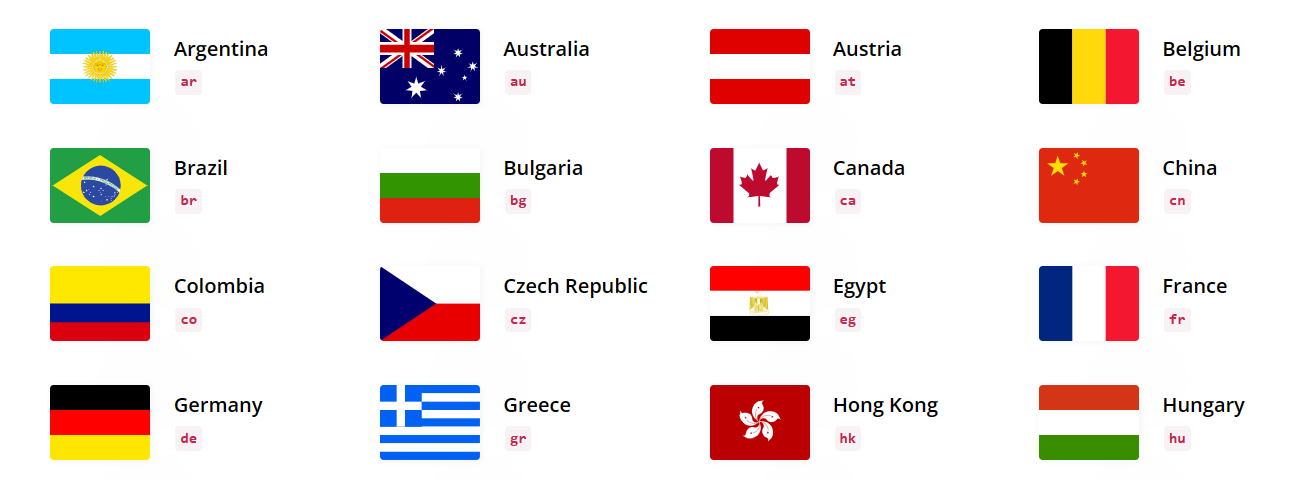 Argentina
ar
Australia
au
Austria
at
Belgium
be
Brazil
br
Bulgaria
bg
Canada
ca
China
cn
Colombia
co
Czech Republic
cz
Egypt
eg
France
fr
Germany
de
Greece
gr
Hong Kong
hk
Hungary
hu